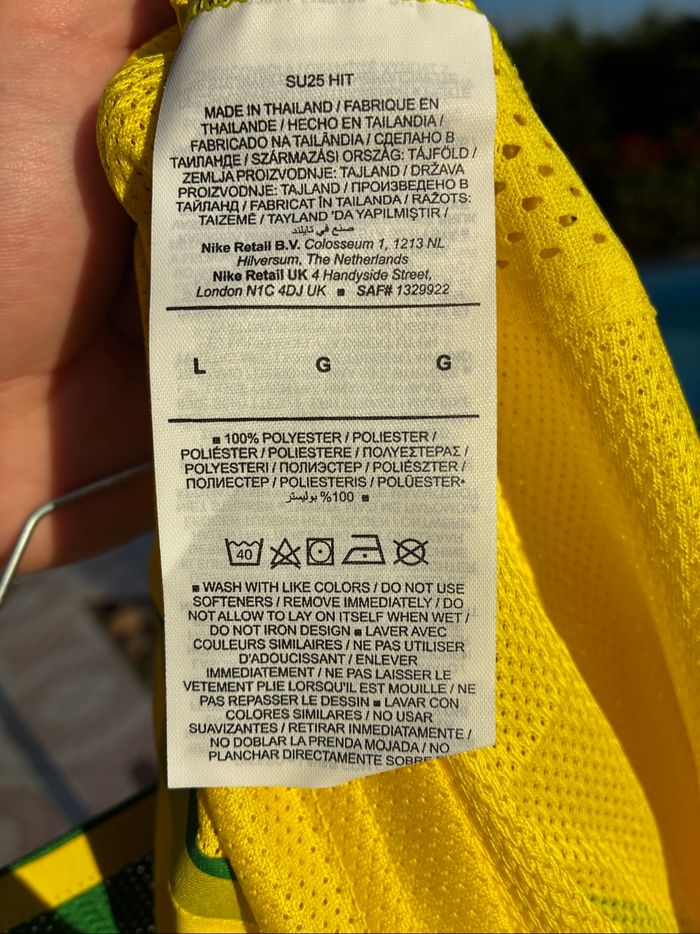 SU25 HIT
MADE IN THAILAND / FABRIQUE EN
THAILANDE / HECHO EN TAILANDIA /
FABRICADO NA TAILÂNDIA / СДЕЛАНО В
ТАИЛАНДЕ / SZÁRMAZÁSI ORSZÁG: TÁJFÖLD /
ZEMLJA PROIZVODNJE: TAJLAND / DRŽAVA
PROIZVODNJE: TAJLAND / ПРОИЗВЕДЕНО В
ТАЙЛАНД / FABRICAT ÎN TAILANDA / RAŽOTS:
TAIZEMĒ / TAYLAND 'DA YAPILMIŞTIR /
صنع في تايلند
Nike Retail B.V. Colosseum 1, 1213 NL
Hilversum, The Netherlands
Nike Retail UK 4 Handyside Street,
London N1C 4DJ UK ■ SAF# 1329922
L G G
■ 100% POLYESTER / POLIESTER /
POLIÉSTER / POLIESTERE / ΠΟΛΥΕΣΤΕΡΑΣ /
POLYESTERI / ПОЛИЭСТЕР / POLIÉSZTER /
ПОЛИЕСТЕР / POLIESTERIS / POLÜESTER•
100% بوليستر ■
40
■ WASH WITH LIKE COLORS / DO NOT USE
SOFTENERS / REMOVE IMMEDIATELY / DO
NOT ALLOW TO LAY ON ITSELF WHEN WET /
DO NOT IRON DESIGN ■ LAVER AVEC
COULEURS SIMILAIRES / NE PAS UTILISER
D'ADOUCISSANT / ENLEVER
IMMEDIATEMENT / NE PAS LAISSER LE
VETEMENT PLIE LORSQU'IL EST MOUILLE / NE
PAS REPASSER LE DESSIN ■ LAVAR CON
COLORES SIMILARES / NO USAR
SUAVIZANTES / RETIRAR INMEDIATAMENTE /
NO DOBLAR LA PRENDA MOJADA / NO
PLANCHAR DIRECTAMENTE SOBRE